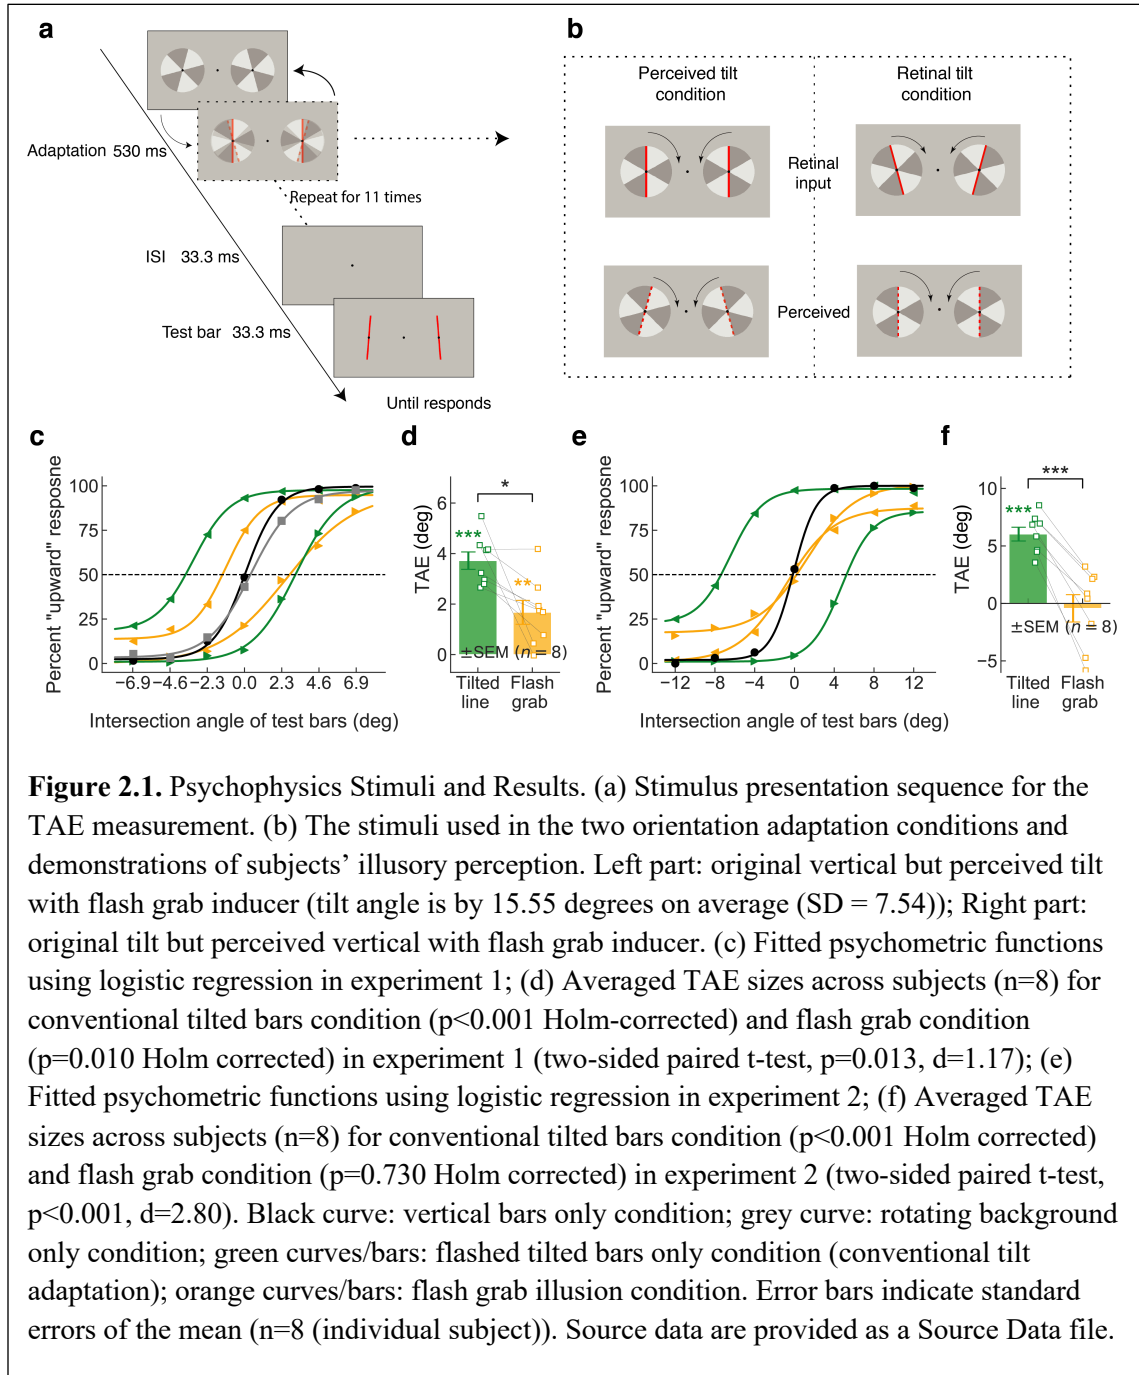 a
Adaptation 530 ms
Repeat for 11 times
ISI 33.3 ms
Test bar 33.3 ms
Until responds
b
Perceived tilt
condition
Retinal tilt
condition
Retinal
input
Perceived
c
Percent "upward" resposne
100
75
50
25
0
−6.9 −4.6 −2.3 0.0 2.3 4.6 6.9
Intersection angle of test bars (deg)
d
TAE (deg)
6
4
2
0
*
***
**
±SEM (n = 8)
Tilted
line
Flash
grab
e
Percent "upward" resposne
100
75
50
25
0
−12 −8 −4 0 4 8 12
Intersection angle of test bars (deg)
f
TAE (deg)
10
5
0
−5
***
***
±SEM (n = 8)
Tilted
line
Flash
grab
Figure 2.1. Psychophysics Stimuli and Results. (a) Stimulus presentation sequence for the
TAE measurement. (b) The stimuli used in the two orientation adaptation conditions and
demonstrations of subjects’ illusory perception. Left part: original vertical but perceived tilt
with flash grab inducer (tilt angle is by 15.55 degrees on average (SD = 7.54)); Right part:
original tilt but perceived vertical with flash grab inducer. (c) Fitted psychometric functions
using logistic regression in experiment 1; (d) Averaged TAE sizes across subjects (n=8) for
conventional tilted bars condition (p<0.001 Holm-corrected) and flash grab condition
(p=0.010 Holm corrected) in experiment 1 (two-sided paired t-test, p=0.013, d=1.17); (e)
Fitted psychometric functions using logistic regression in experiment 2; (f) Averaged TAE
sizes across subjects (n=8) for conventional tilted bars condition (p<0.001 Holm corrected)
and flash grab condition (p=0.730 Holm corrected) in experiment 2 (two-sided paired t-test,
p<0.001, d=2.80). Black curve: vertical bars only condition; grey curve: rotating background
only condition; green curves/bars: flashed tilted bars only condition (conventional tilt
adaptation); orange curves/bars: flash grab illusion condition. Error bars indicate standard
errors of the mean (n=8 (individual subject)). Source data are provided as a Source Data file.